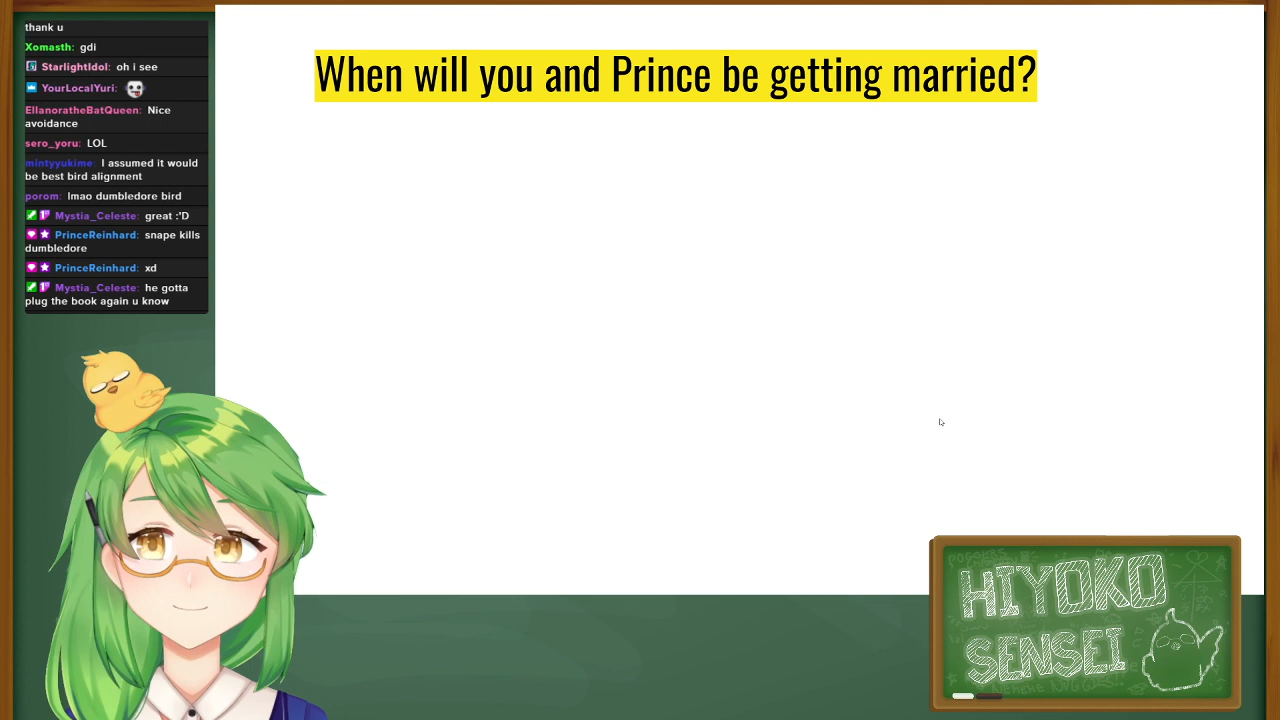 thank u
Xomasth: gdi
StarlightIdol: oh i see
YourLocalYuri:
EllanoratheBatQueen: Nice
avoidance
sero_yoru: LOL
mintyyukime: I assumed it would
be best bird alignment
porom: lmao dumbledore bird
Mystia_Celeste: great :'D
PrinceReinhard: snape kills
dumbledore
PrinceReinhard: xd
Mystia_Celeste: he gotta
plug the book again u know
When will you and Prince be getting married?
POGGERS
HIYOKO
SENSEI